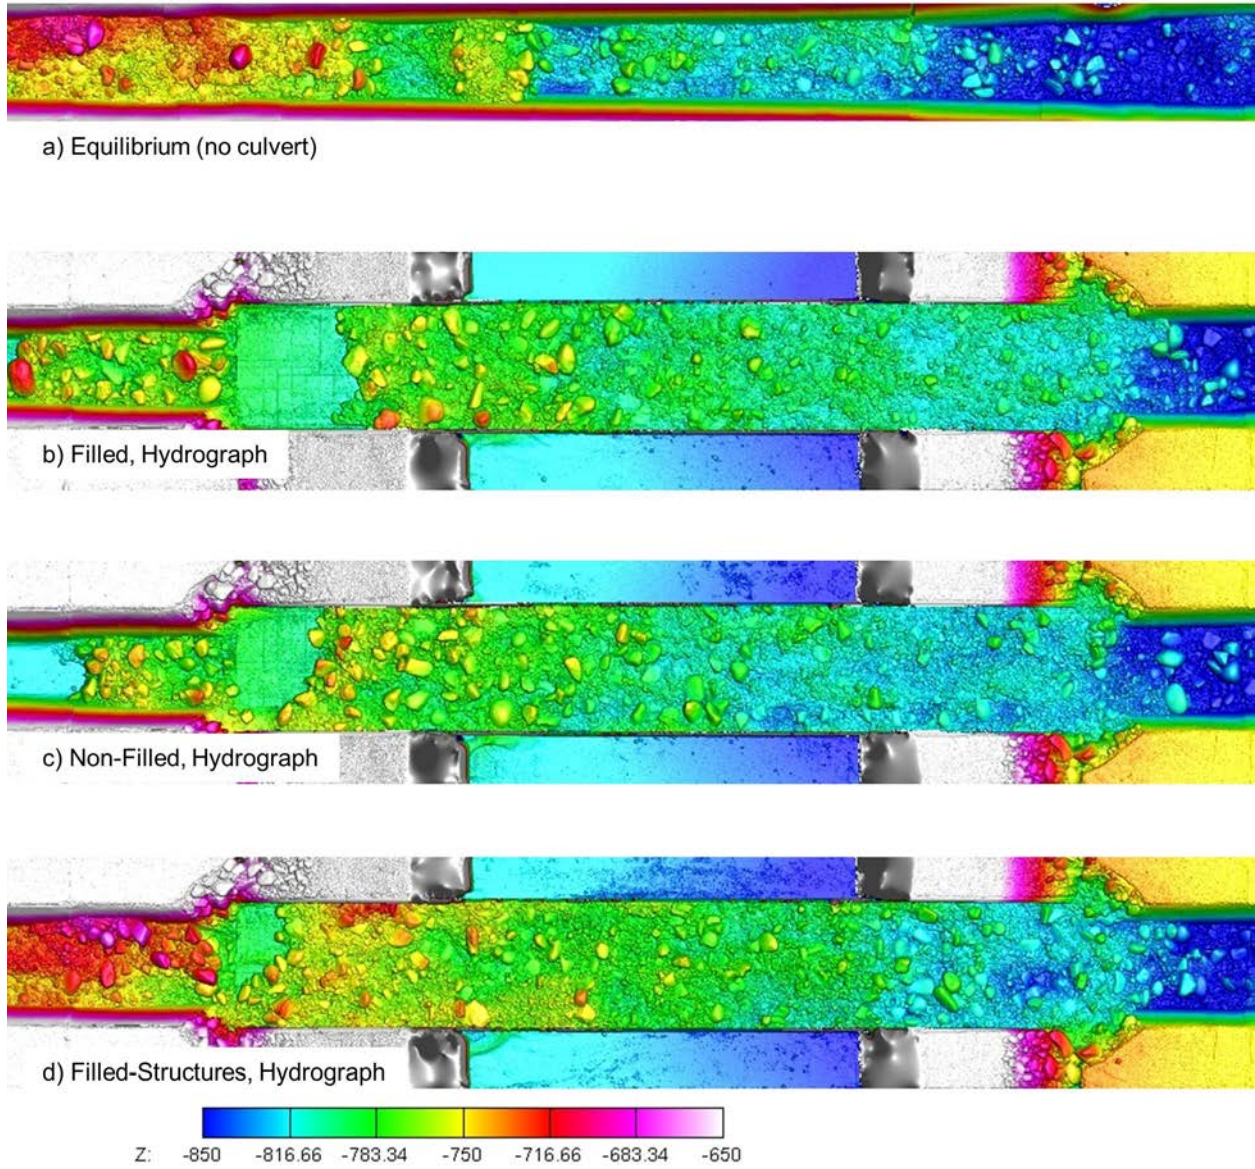 a) Equilibrium (no culvert)
b) Filled, Hydrograph
c) Non-Filled, Hydrograph
d) Filled-Structures, Hydrograph
Z: -850 -816.66 -783.34 -750 -716.66 -683.34 -650